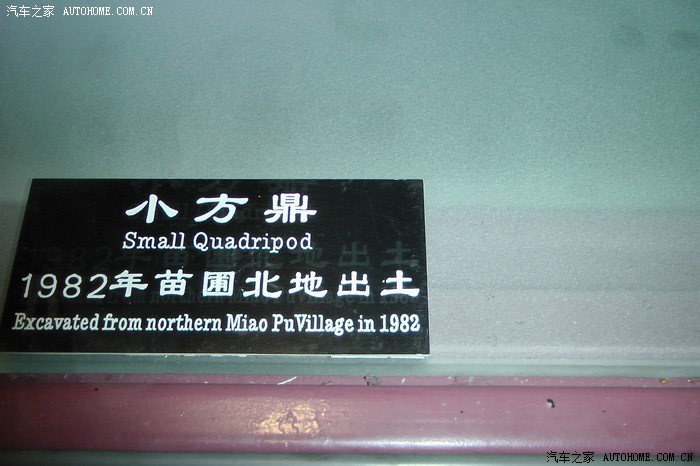 汽车之家 AUTOHOME.COM.CN
小方鼎
Small Quadripod
1982年苗圃北地出土
Excavated from northern Miao PuVillage in 1982
汽车之家 AUTOHOME.COM.CN